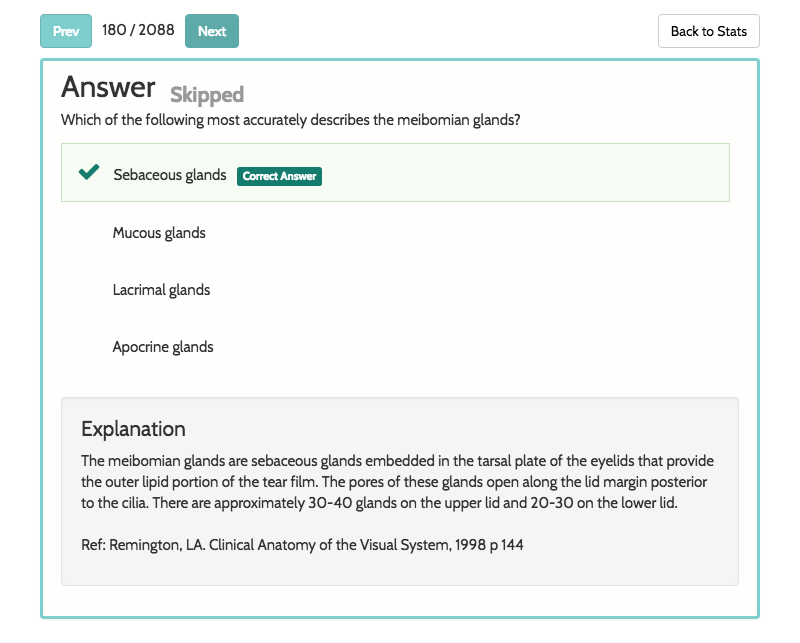 Prev 180 / 2088 Next Back to Stats
Answer Skipped
Which of the following most accurately describes the meibomian glands?
Sebaceous glands Correct Answer
Mucous glands
Lacrimal glands
Apocrine glands
Explanation
The meibomian glands are sebaceous glands embedded in the tarsal plate of the eyelids that provide
the outer lipid portion of the tear film. The pores of these glands open along the lid margin posterior
to the cilia. There are approximately 30-40 glands on the upper lid and 20-30 on the lower lid.
Ref: Remington, LA. Clinical Anatomy of the Visual System, 1998 p 144